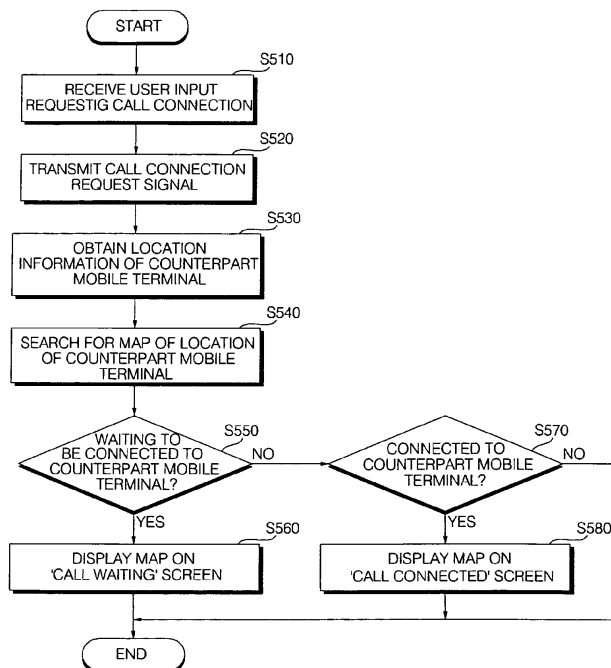 START
S510
RECEIVE USER INPUT
REQUESTIG CALL CONNECTION
S520
TRANSMIT CALL CONNECTION
REQUEST SIGNAL
S530
OBTAIN LOCATION
INFORMATION OF COUNTERPART
MOBILE TERMINAL
S540
SEARCH FOR MAP OF LOCATION
OF COUNTERPART MOBILE
TERMINAL
S550
WAITING TO
BE CONNECTED TO
COUNTERPART MOBILE
TERMINAL?
NO
YES
S570
CONNECTED TO
COUNTERPART MOBILE
TERMINAL?
NO
YES
S560
DISPLAY MAP ON
'CALL WAITING' SCREEN
S580
DISPLAY MAP ON
'CALL CONNECTED' SCREEN
END